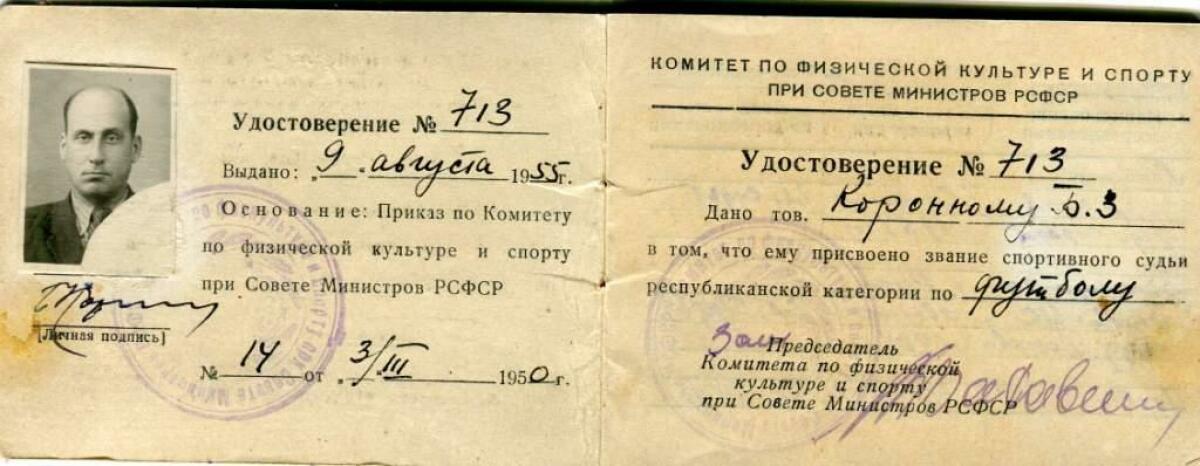 Удостоверение № 713
Выдано: „9„ августа 1955г.
Основание: Приказ по Комитету
по физической культуре и спорту
при Совете Министров РСФСР
[Личная подпись]
№ 14 от „3/III 1950г.
КОМИТЕТ ПО ФИЗИЧЕСКОЙ КУЛЬТУРЕ И СПОРТУ
ПРИ СОВЕТЕ МИНИСТРОВ РСФСР
Удостоверение № 713
Дано тов. Коронному Б.З
в том, что ему присвоено звание спортивного судьи
республиканской категории по футболу
Зам
Председатель
Комитета по физической
культуре и спорту
при Совете Министров РСФСР